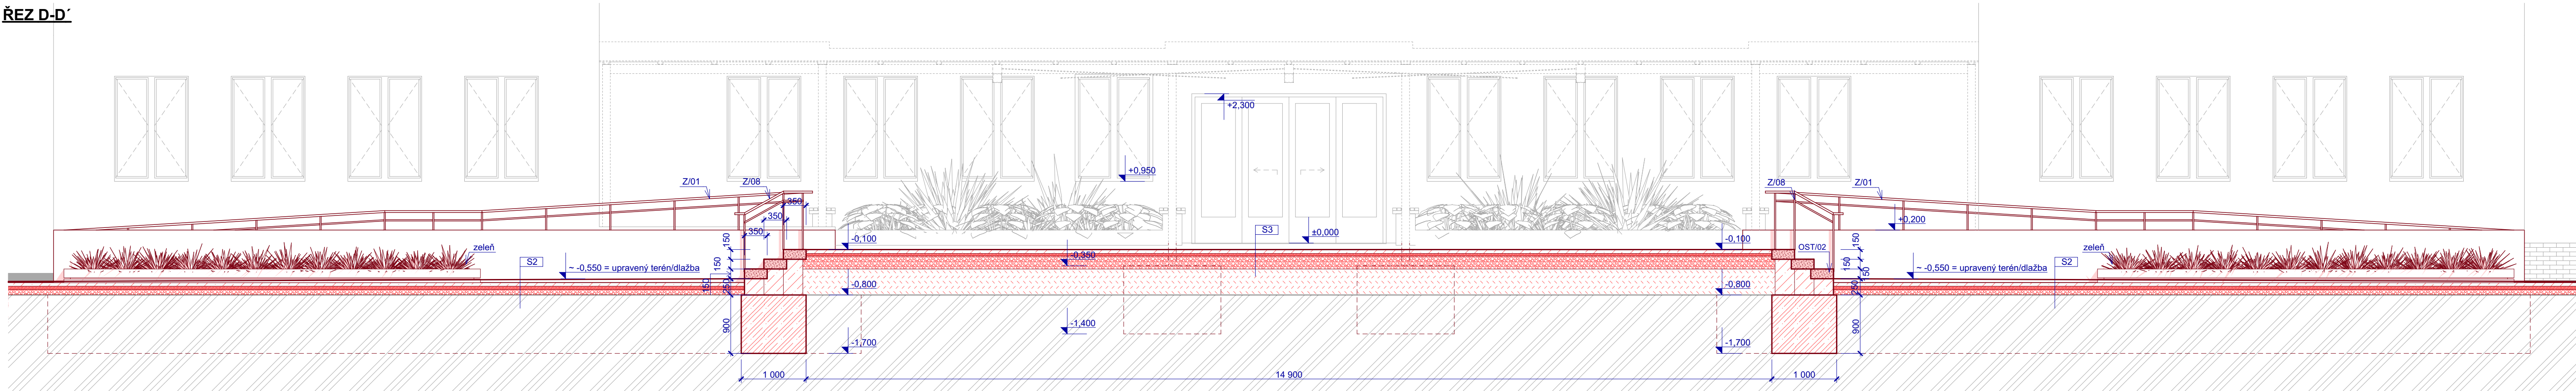 ŘEZ D-D´
+2,300
+0,950
Z/01
Z/08
Z/08
Z/01
350
350
350
+0,200
S3
±0,000
-0,100
-0,100
-0,350
150
150
150
250
zeleň
S2
~ -0,550 = upravený terén/dlažba
OST/02
150
150
150
250
zeleň
S2
~ -0,550 = upravený terén/dlažba
-0,800
-0,800
900
-1,400
900
-1,700
-1,700
1 000
14 900
1 000